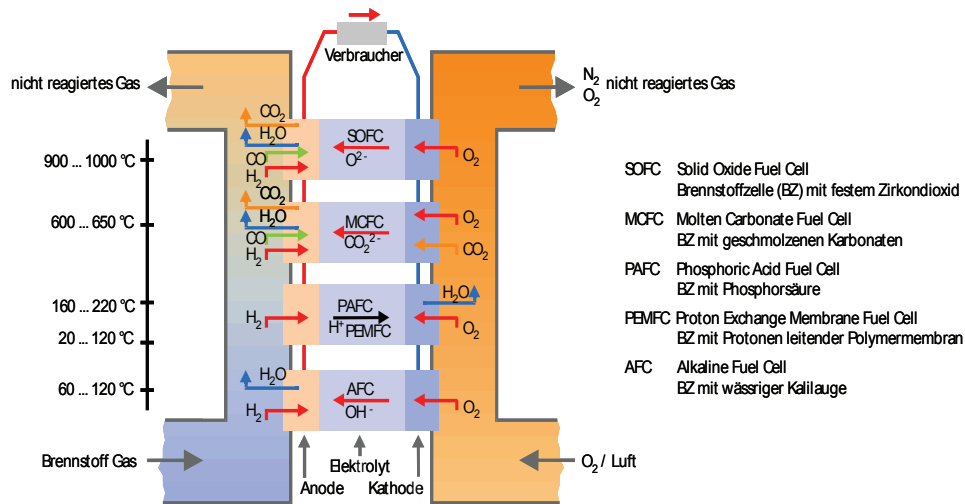 Verbraucher
nicht reagiertes Gas
N2
O2
nicht reagiertes Gas
CO2
H2O
CO
H2
SOFC
O2-
O2
900 ... 1000 °C
CO2
H2O
CO
H2
MCFC
CO22-
O2
CO2
600 ... 650 °C
H2
PAFC
H+ PEMFC
H2O
O2
160 ... 220 °C
20 ... 120 °C
H2O
H2
AFC
OH-
O2
60 ... 120 °C
Brennstoff Gas
Anode
Elektrolyt
Kathode
O2 / Luft
SOFC Solid Oxide Fuel Cell
Brennstoffzelle (BZ) mit festem Zirkondioxid
MCFC Molten Carbonate Fuel Cell
BZ mit geschmolzenen Karbonaten
PAFC Phosphoric Acid Fuel Cell
BZ mit Phosphorsäure
PEMFC Proton Exchange Membrane Fuel Cell
BZ mit Protonen leitender Polymermembran
AFC Alkaline Fuel Cell
BZ mit wässriger Kalilauge